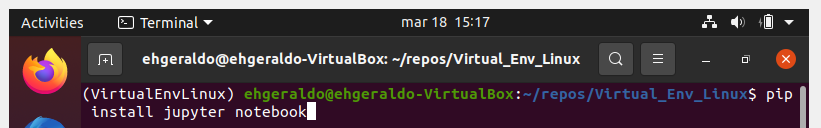 Activities Terminal mar 18 15:17
ehgeraldo@ehgeraldo-VirtualBox: ~/repos/Virtual_Env_Linux
(VirtualEnvLinux) ehgeraldo@ehgeraldo-VirtualBox:~/repos/Virtual_Env_Linux$ pip
install jupyter notebook